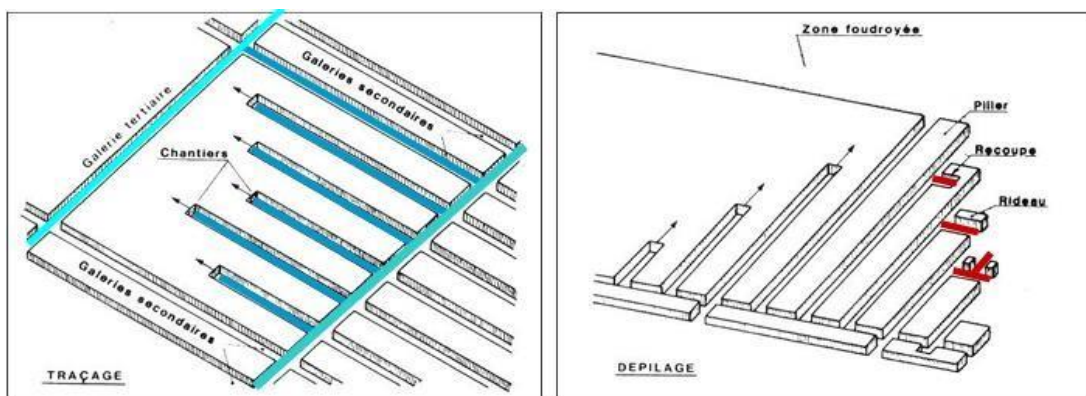 Galeries secondaires
Galerie tertiaire
Chantiers
Galeries secondaires
TRAÇAGE
Zone foudroyée
Pilier
Recoupe
Rideau
DEPILAGE